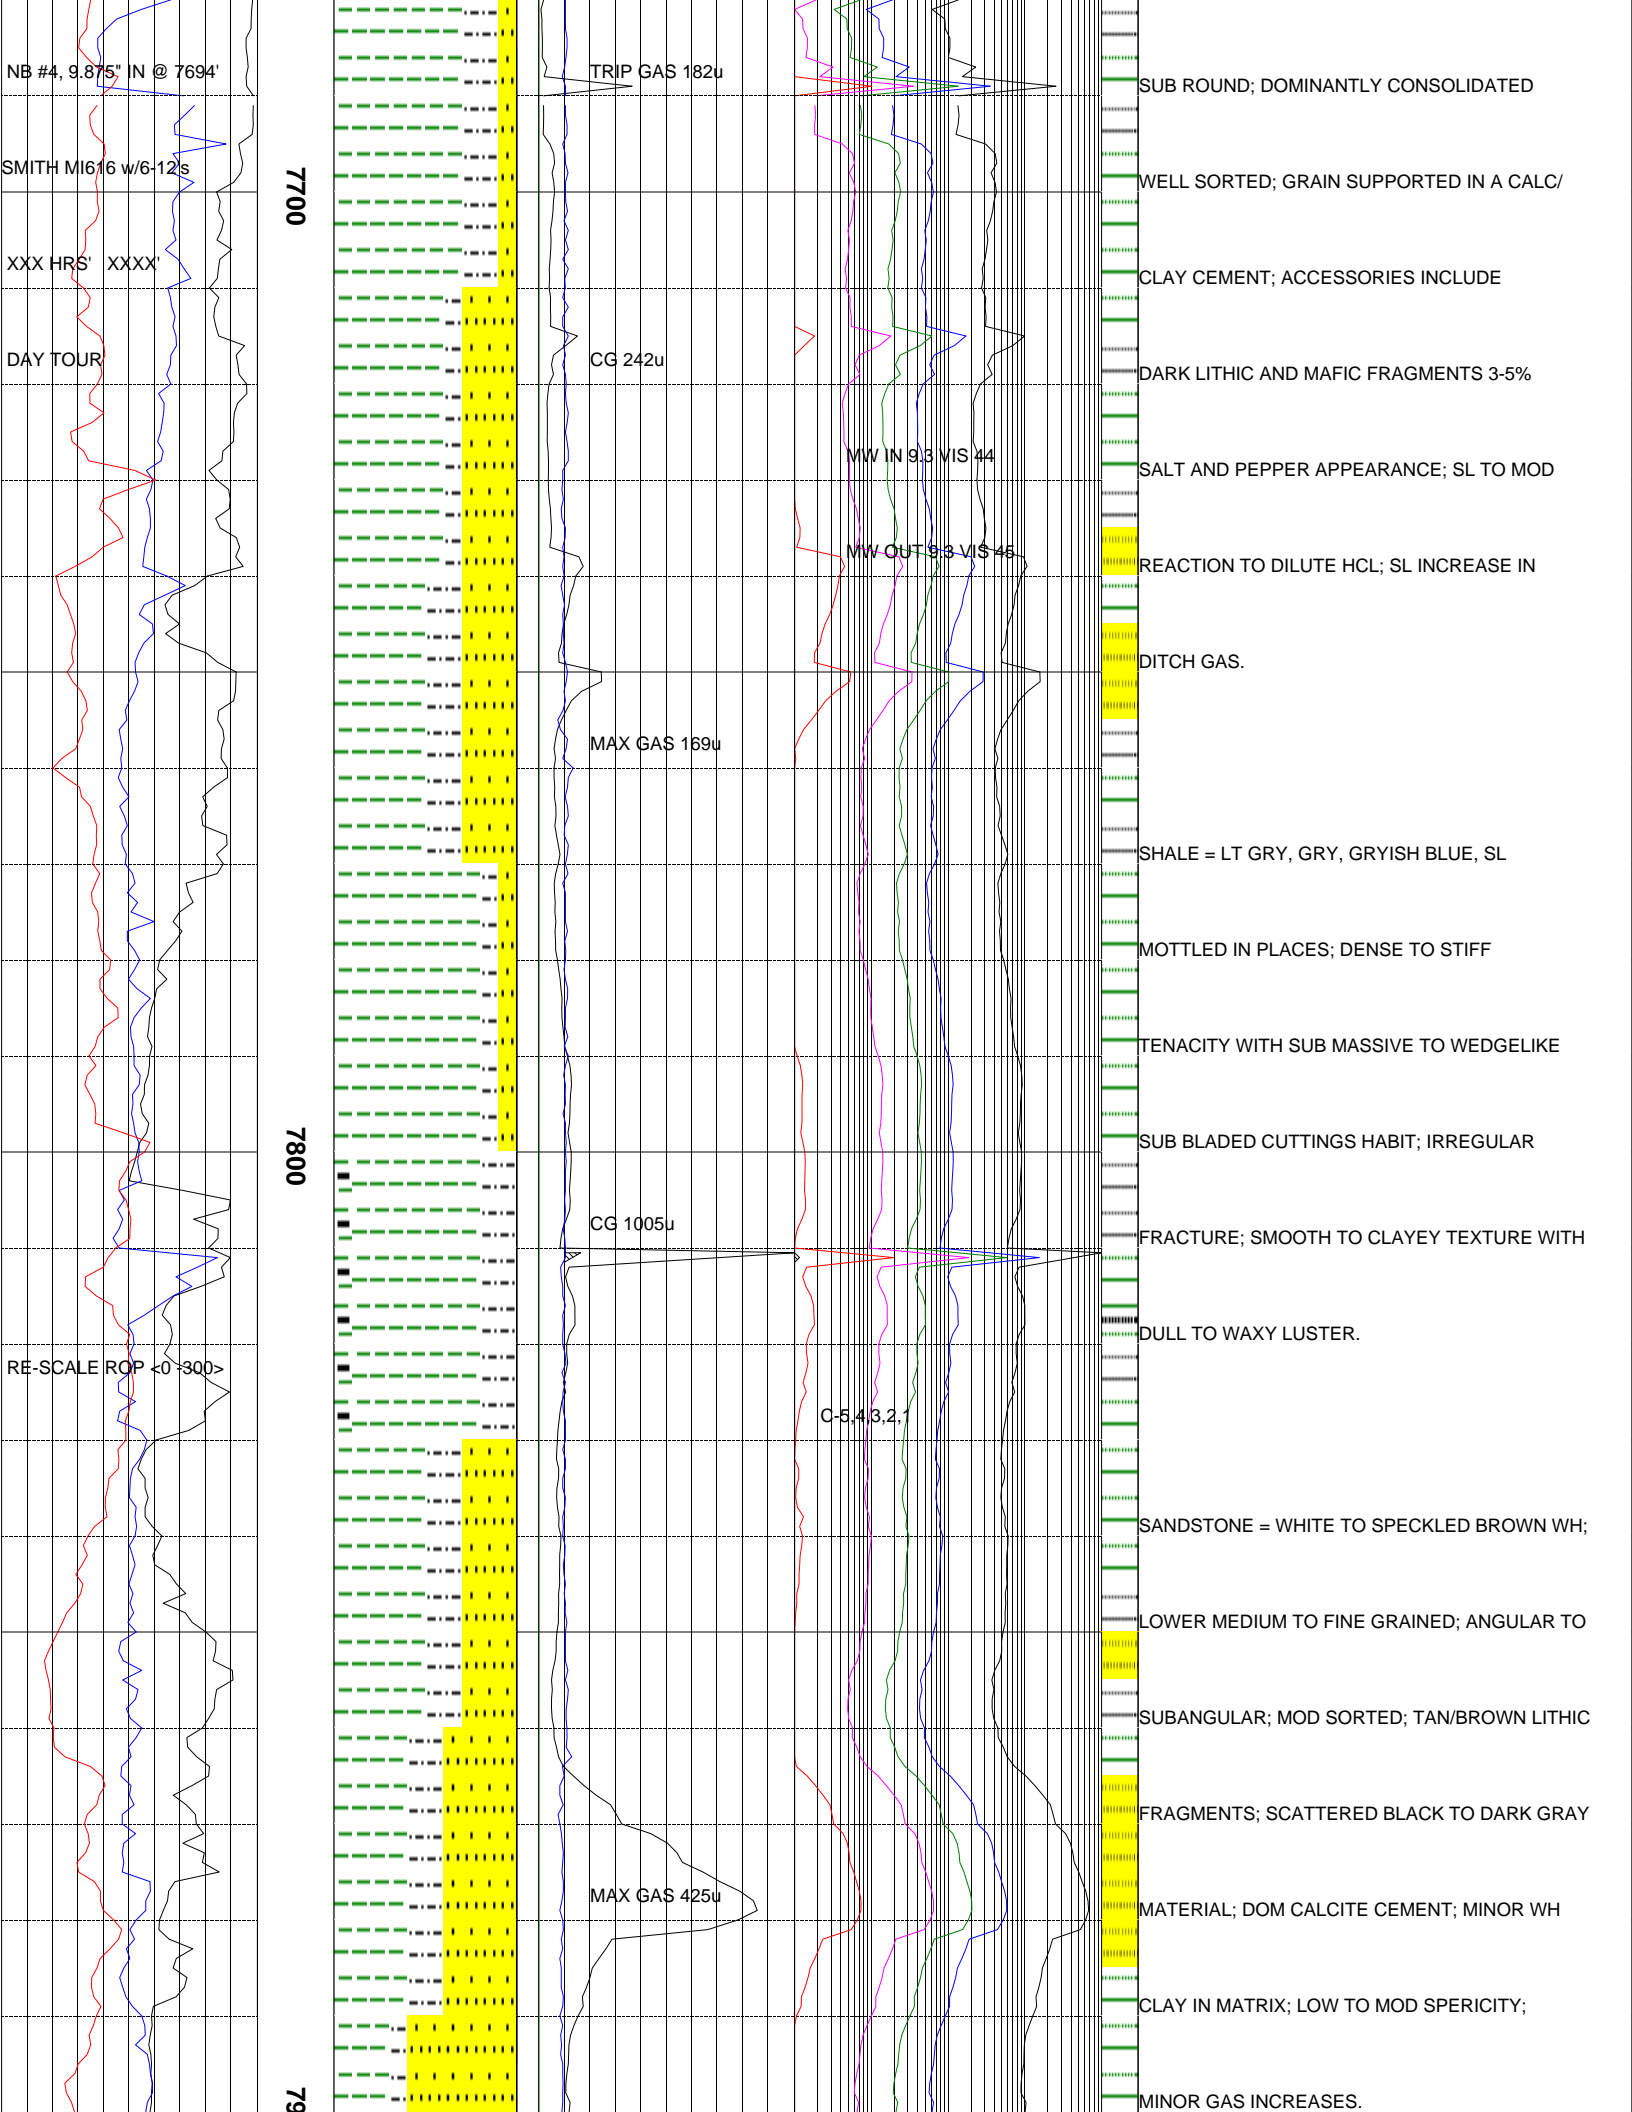 NB #4, 9.875" IN @ 7694'
TRIP GAS 182u
SUB ROUND; DOMINANTLY CONSOLIDATED
SMITH MI616 w/6-12's
7700
WELL SORTED; GRAIN SUPPORTED IN A CALC/
XXX HRS' XXXX'
CLAY CEMENT; ACCESSORIES INCLUDE
DAY TOUR
CG 242u
DARK LITHIC AND MAFIC FRAGMENTS 3-5%
MW IN 9.3 VIS 44
SALT AND PEPPER APPEARANCE; SL TO MOD
MW OUT 9.3 VIS 45
REACTION TO DILUTE HCL; SL INCREASE IN
DITCH GAS.
MAX GAS 169u
SHALE = LT GRY, GRY, GRYISH BLUE, SL
MOTTLED IN PLACES; DENSE TO STIFF
TENACITY WITH SUB MASSIVE TO WEDGELIKE
7800
SUB BLADED CUTTINGS HABIT; IRREGULAR
CG 1005u
FRACTURE; SMOOTH TO CLAYEY TEXTURE WITH
DULL TO WAXY LUSTER.
RE-SCALE ROP <0 -300>
C-5,4,3,2,1
SANDSTONE = WHITE TO SPECKLED BROWN WH;
LOWER MEDIUM TO FINE GRAINED; ANGULAR TO
SUBANGULAR; MOD SORTED; TAN/BROWN LITHIC
FRAGMENTS; SCATTERED BLACK TO DARK GRAY
MAX GAS 425u
MATERIAL; DOM CALCITE CEMENT; MINOR WH
CLAY IN MATRIX; LOW TO MOD SPERICITY;
MINOR GAS INCREASES.